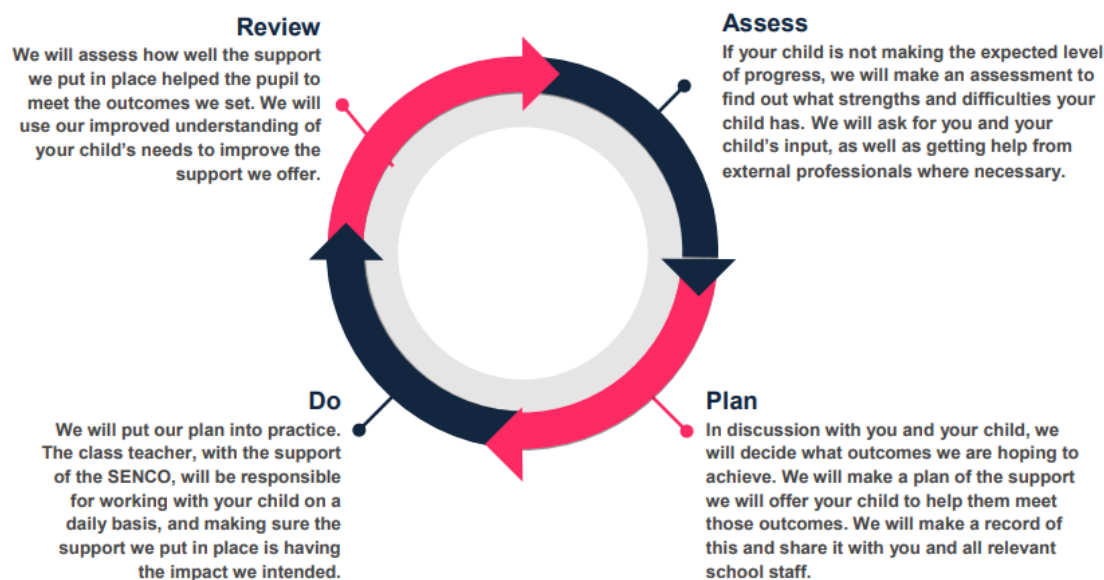 Review
We will assess how well the support
we put in place helped the pupil to
meet the outcomes we set. We will
use our improved understanding of
your child’s needs to improve the
support we offer.
Assess
If your child is not making the expected level
of progress, we will make an assessment to
find out what strengths and difficulties your
child has. We will ask for you and your
child’s input, as well as getting help from
external professionals where necessary.
Do
We will put our plan into practice.
The class teacher, with the support
of the SENCO, will be responsible
for working with your child on a
daily basis, and making sure the
support we put in place is having
the impact we intended.
Plan
In discussion with you and your child, we
will decide what outcomes we are hoping to
achieve. We will make a plan of the support
we will offer your child to help them meet
those outcomes. We will make a record of
this and share it with you and all relevant
school staff.